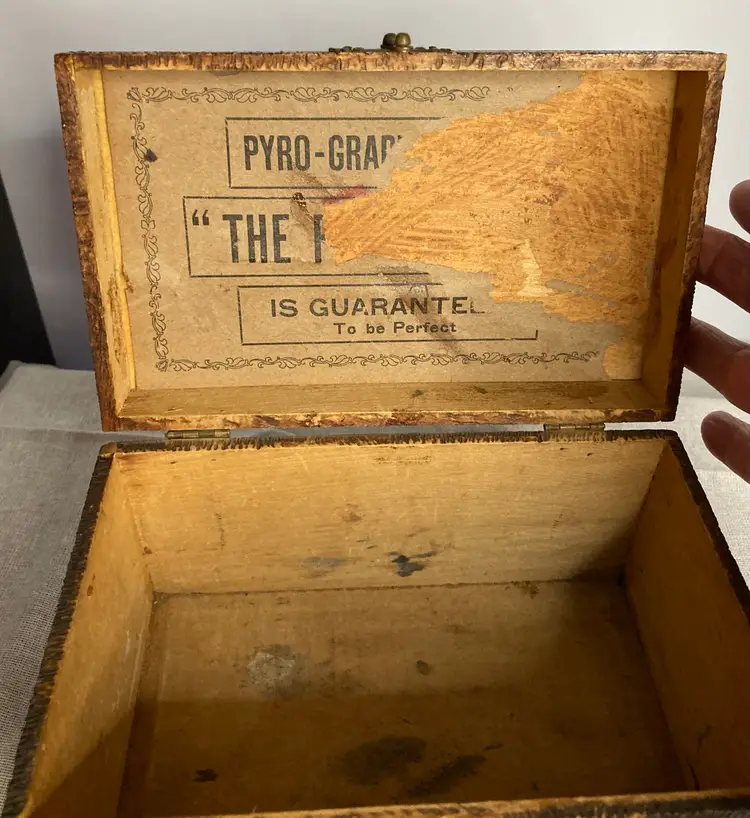 PYRO-GRAP
" THE
IS GUARANTE
To be Perfect